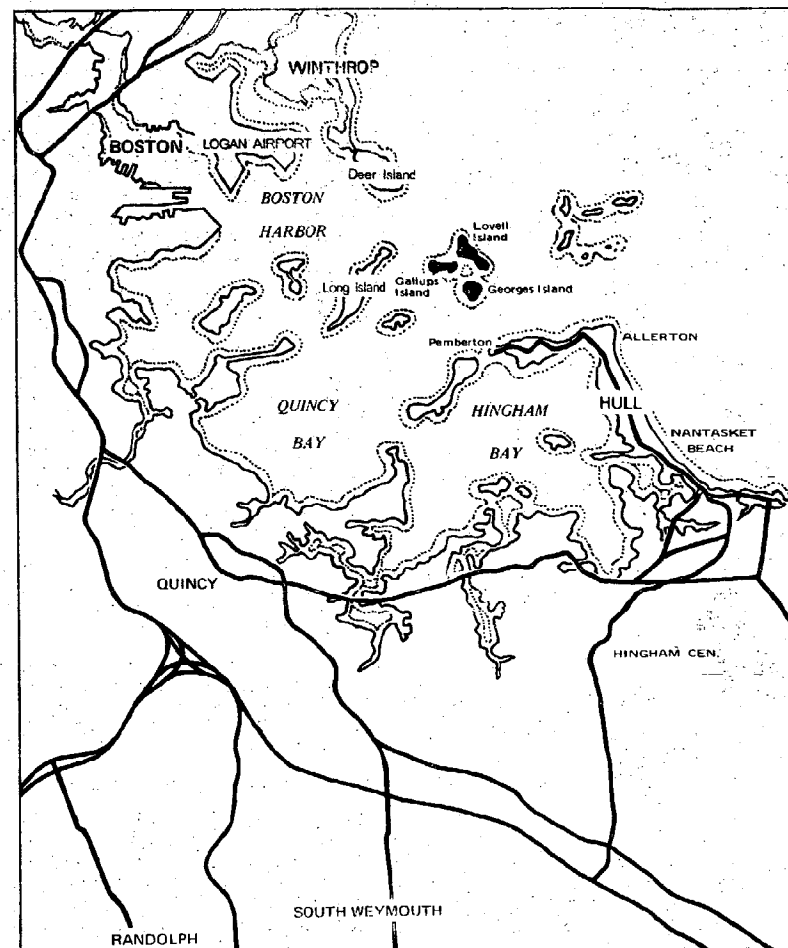 WINTHROP
BOSTON
LOGAN AIRPORT
Deer Island
BOSTON
HARBOR
Lovell
Island
Gallups
Island
Long Island
Georges Island
Pemberton
ALLERTON
QUINCY
BAY
HINGHAM
BAY
HULL
NANTASKET
BEACH
QUINCY
HINGHAM CEN.
SOUTH WEYMOUTH
RANDOLPH